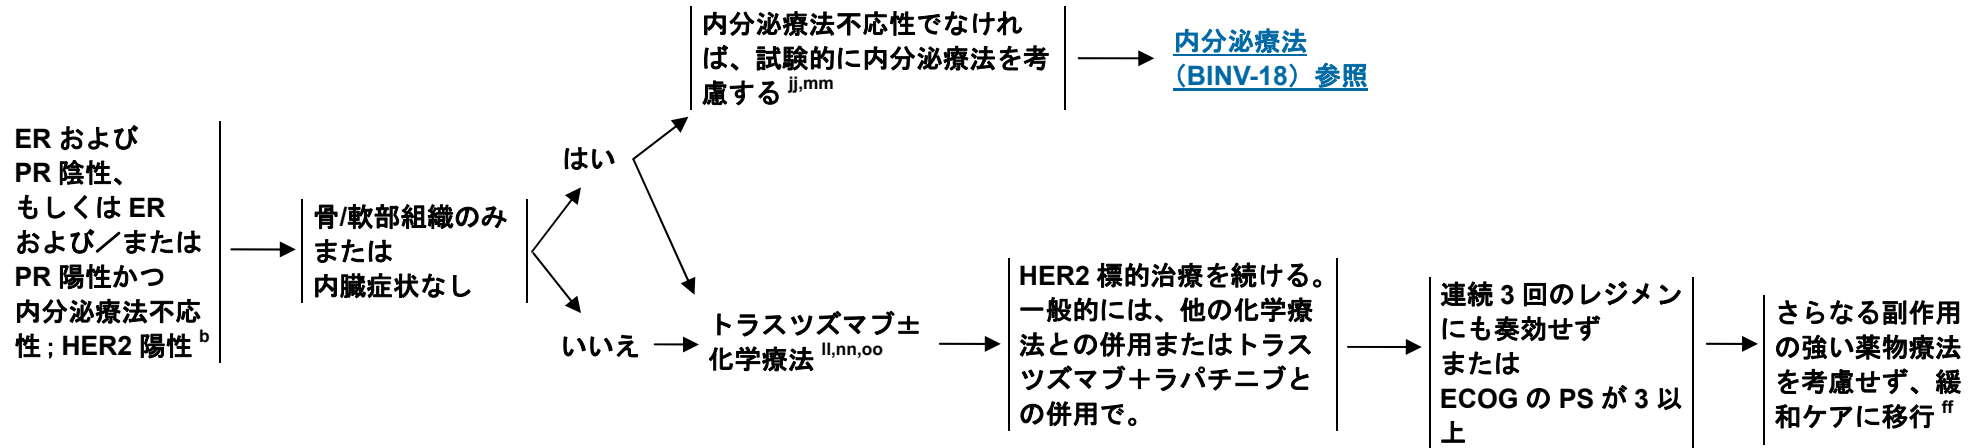 ER および
PR 陰性、
もしくは ER
および／または
PR 陽性かつ
内分泌療法不応
性 ; HER2 陽性 b
骨/軟部組織のみ
または
内臓症状なし
はい
内分泌療法不応性でなけれ
ば、試験的に内分泌療法を考
慮する jj,mm
内分泌療法
（BINV-18）参照
いいえ
トラスツズマブ±
化学療法 ll,nn,oo
HER2 標的治療を続ける。
一般的には、他の化学療
法との併用またはトラス
ツズマブ＋ラパチニブと
の併用で。
連続 3 回のレジメン
にも奏効せず
または
ECOG の PS が 3 以
上
さらなる副作用
の強い薬物療法
を考慮せず、緩
和ケアに移行 ff